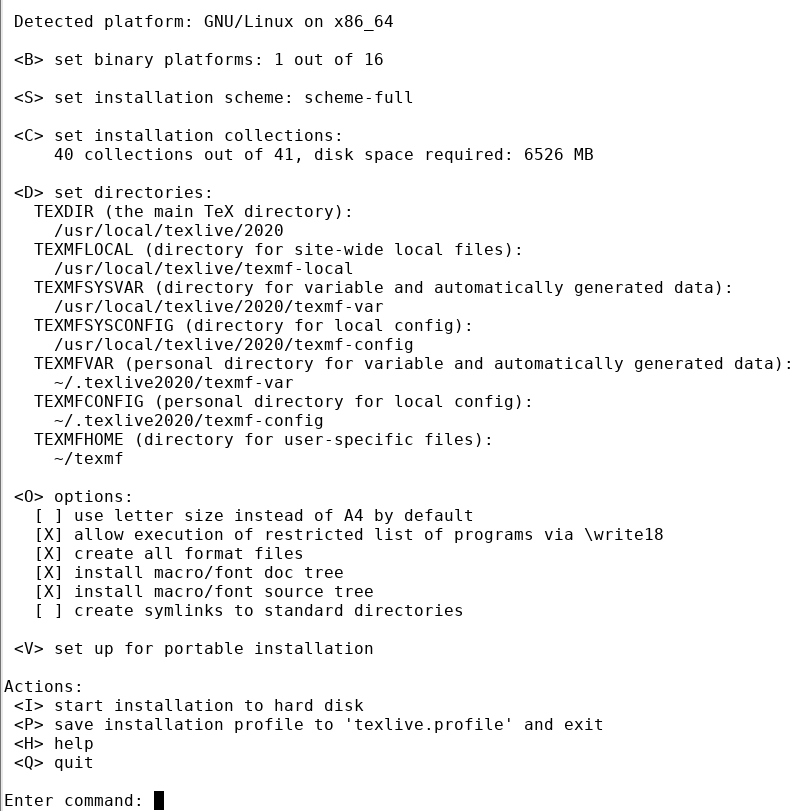 Detected platform: GNU/Linux on x86_64
<B> set binary platforms: 1 out of 16
<S> set installation scheme: scheme-full
<C> set installation collections:
40 collections out of 41, disk space required: 6526 MB
<D> set directories:
TEXDIR (the main TeX directory):
/usr/local/texlive/2020
TEXMFLOCAL (directory for site-wide local files):
/usr/local/texlive/texmf-local
TEXMFSYSVAR (directory for variable and automatically generated data):
/usr/local/texlive/2020/texmf-var
TEXMFSYSCONFIG (directory for local config):
/usr/local/texlive/2020/texmf-config
TEXMFVAR (personal directory for variable and automatically generated data):
~/.texlive2020/texmf-var
TEXMFCONFIG (personal directory for local config):
~/.texlive2020/texmf-config
TEXMFHOME (directory for user-specific files):
~/texmf
<O> options:
[ ] use letter size instead of A4 by default
[X] allow execution of restricted list of programs via \write18
[X] create all format files
[X] install macro/font doc tree
[X] install macro/font source tree
[ ] create symlinks to standard directories
<V> set up for portable installation
Actions:
<I> start installation to hard disk
<P> save installation profile to 'texlive.profile' and exit
<H> help
<Q> quit
Enter command: